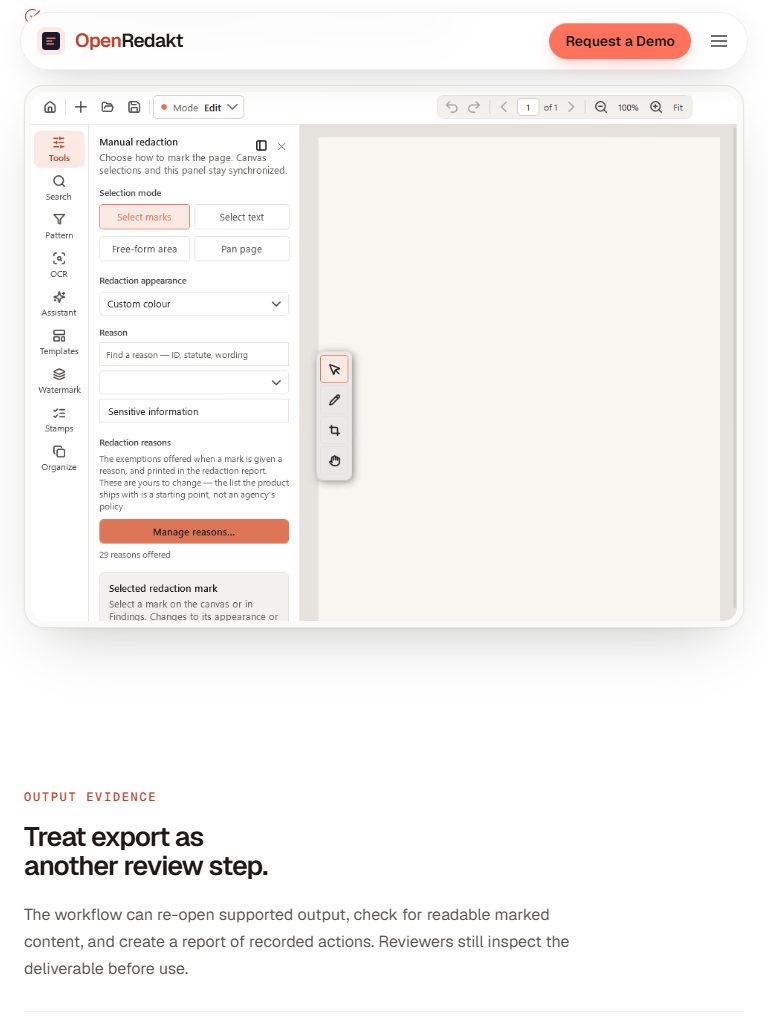 OpenRedakt
Request a Demo
Mode Edit
1 of 1
100%
Fit
Tools
Search
Pattern
OCR
Assistant
Templates
Watermark
Stamps
Organize
Manual redaction
Choose how to mark the page. Canvas
selections and this panel stay synchronized.
Selection mode
Select marks
Select text
Free-form area
Pan page
Redaction appearance
Custom colour
Reason
Find a reason — ID, statute, wording
Sensitive information
Redaction reasons
The exemptions offered when a mark is given a
reason, and printed in the redaction report.
These are yours to change — the list the product
ships with is a starting point, not an agency's
policy.
Manage reasons...
29 reasons offered
Selected redaction mark
Select a mark on the canvas or in
Findings. Changes to its appearance or
OUTPUT EVIDENCE
Treat export as
another review step.
The workflow can re-open supported output, check for readable marked
content, and create a report of recorded actions. Reviewers still inspect the
deliverable before use.